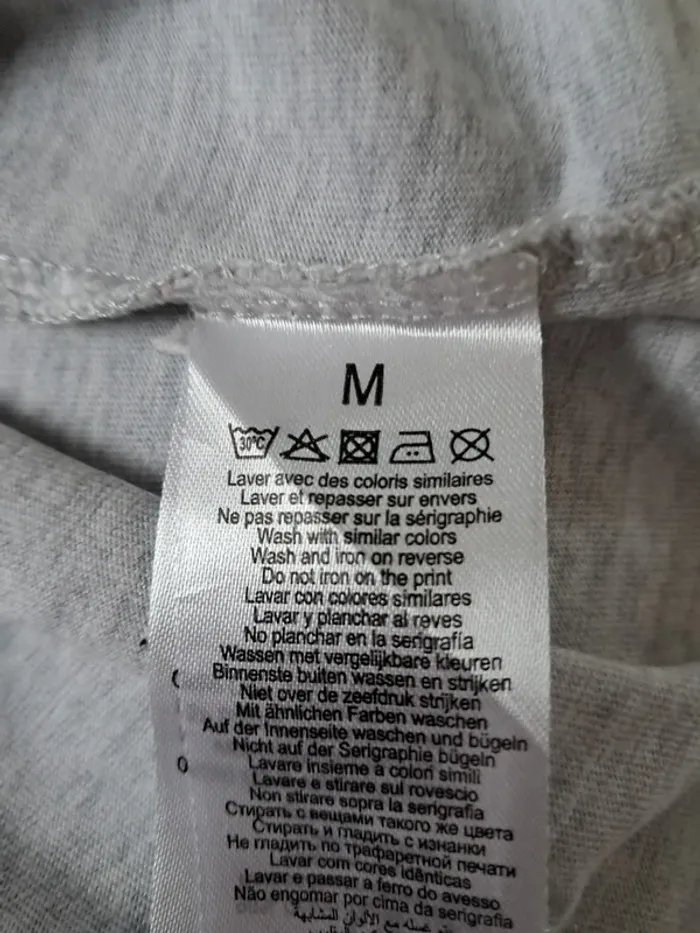 M
30°C
Laver avec des coloris similaires
Laver et repasser sur envers
Ne pas repasser sur la sérigraphie
Wash with similar colors
Wash and iron on reverse
Do not iron on the print
Lavar con colores similares
Lavar y planchar al reves
No planchar en la serigrafía
Wassen met vergelijkbare kleuren
Binnenste buiten wassen en strijken
Niet over de zeefdruk strijken
Mit ähnlichen Farben waschen
Auf der Innenseite waschen und bügeln
Nicht auf der Serigraphie bügeln
Lavare insieme a colori simili
Lavare e stirare sul rovescio
Non stirare sopra la serigrafia
Стирать с вещами такого же цвета
Стирать и гладить с изнанки
Не гладить по трафаретной печати
Lavar com cores idênticas
Lavar e passar a ferro do avesso
Não engomar por cima da serigrafia
غسله مع الألوان المشابهة